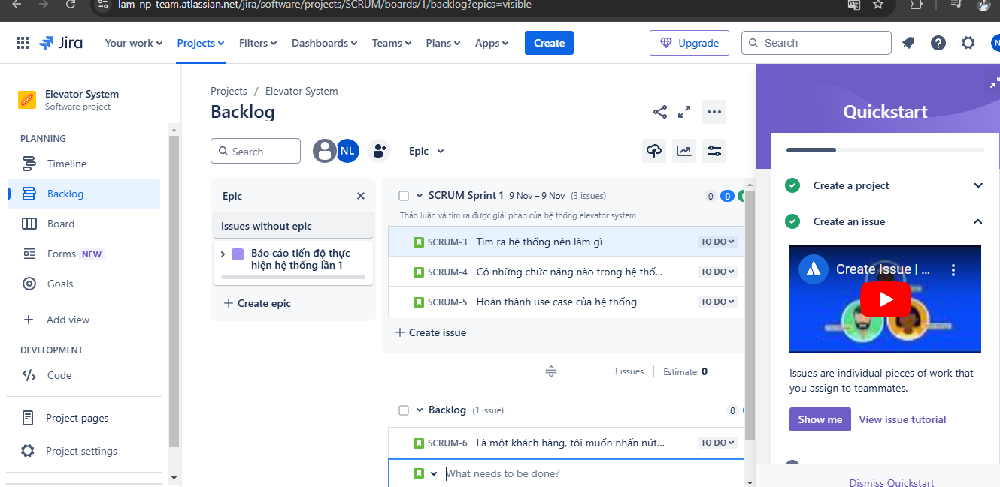 lam-np-team.atlassian.net/jira/software/projects/SCRUM/boards/1/backlog?epics=visible
Jira
Your work
Projects
Filters
Dashboards
Teams
Plans
Apps
Create
Upgrade
Search
Elevator System
Software project
PLANNING
Timeline
Backlog
Board
Forms NEW
Goals
Add view
DEVELOPMENT
Code
Project pages
Project settings
Projects / Elevator System
Backlog
Search
NL
Epic
Epic
Issues without epic
Báo cáo tiến độ thực
hiện hệ thống lần 1
Create epic
SCRUM Sprint 1 9 Nov – 9 Nov (3 issues) 0 0
Thảo luận và tìm ra được giải pháp của hệ thống elevator system
SCRUM-3 Tìm ra hệ thống nên làm gì TO DO
SCRUM-4 Có những chức năng nào trong hệ thố... TO DO
SCRUM-5 Hoàn thành use case của hệ thống TO DO
Create issue
3 issues Estimate: 0
Backlog (1 issue) 0
SCRUM-6 Là một khách hàng, tôi muốn nhấn nút... TO DO
What needs to be done?
Quickstart
Create a project
Create an issue
Create Issue | ...
Issues are individual pieces of work that
you assign to teammates.
Show me
View issue tutorial
Dismiss Quickstart